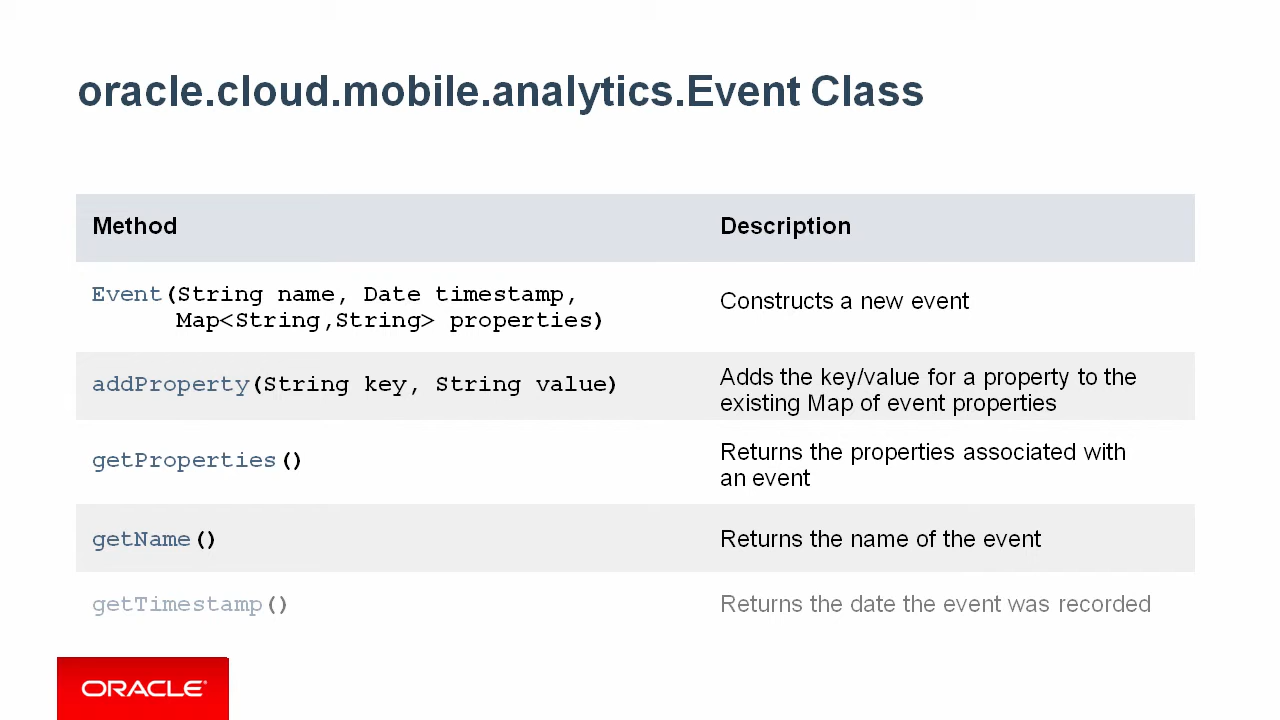 oracle.cloud.mobile.analytics.Event Class
Method Description
Event(String name, Date timestamp,
Map<String,String> properties)
Constructs a new event
addProperty(String key, String value)
Adds the key/value for a property to the
existing Map of event properties
getProperties()
Returns the properties associated with
an event
getName()
Returns the name of the event
getTimestamp()
Returns the date the event was recorded
ORACLE®